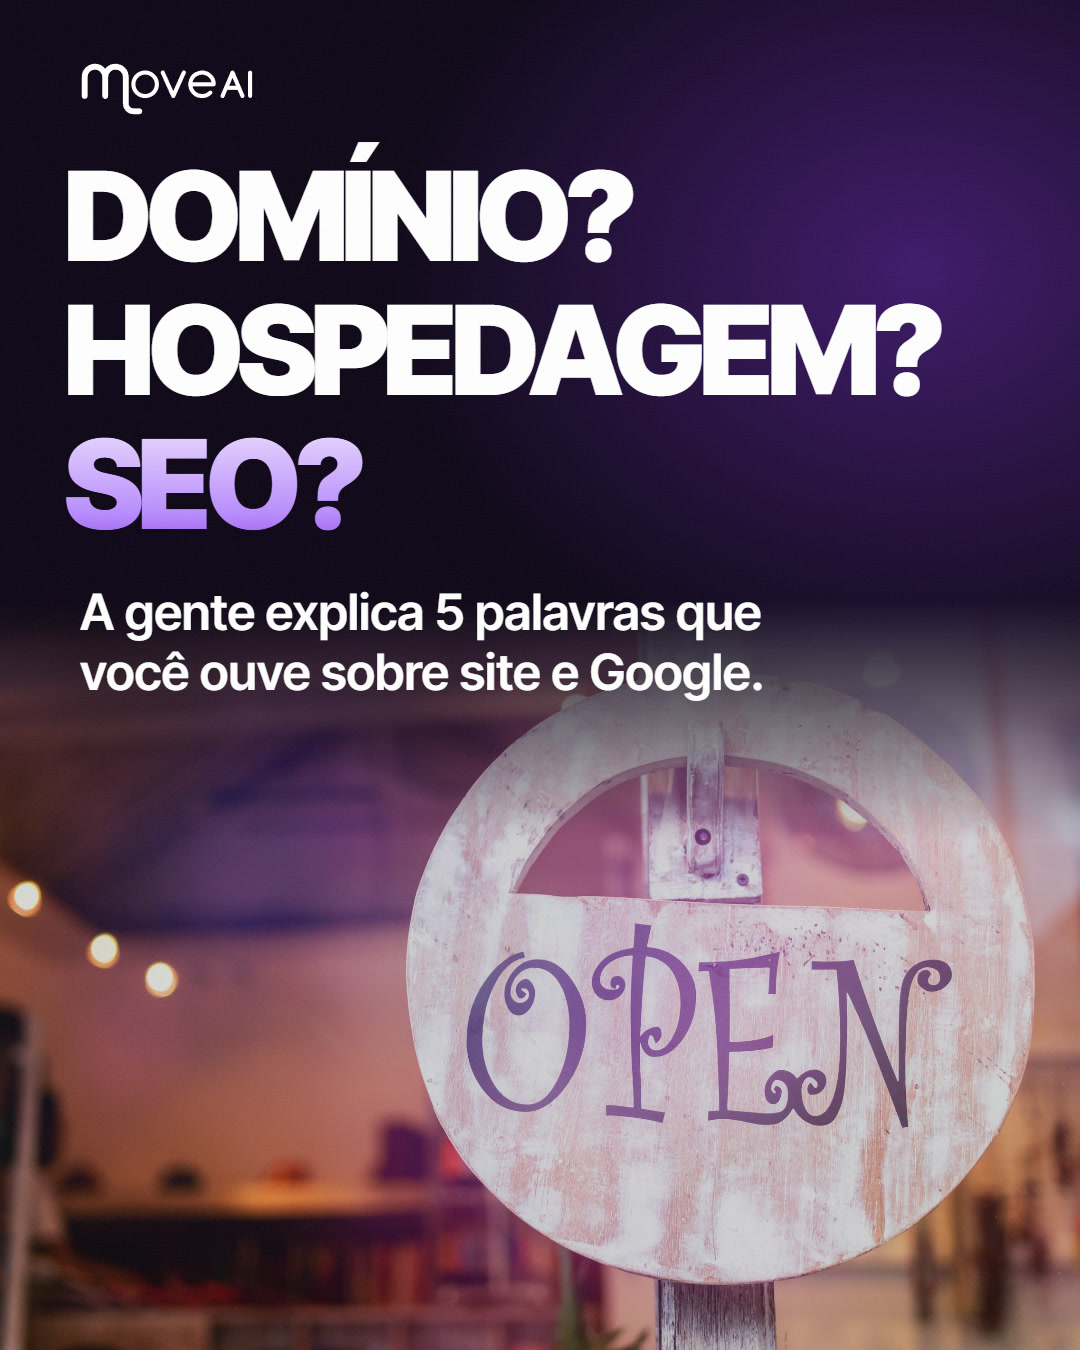 MoveAI
DOMÍNIO?
HOSPEDAGEM?
SEO?
A gente explica 5 palavras que
você ouve sobre site e Google.
OPEN